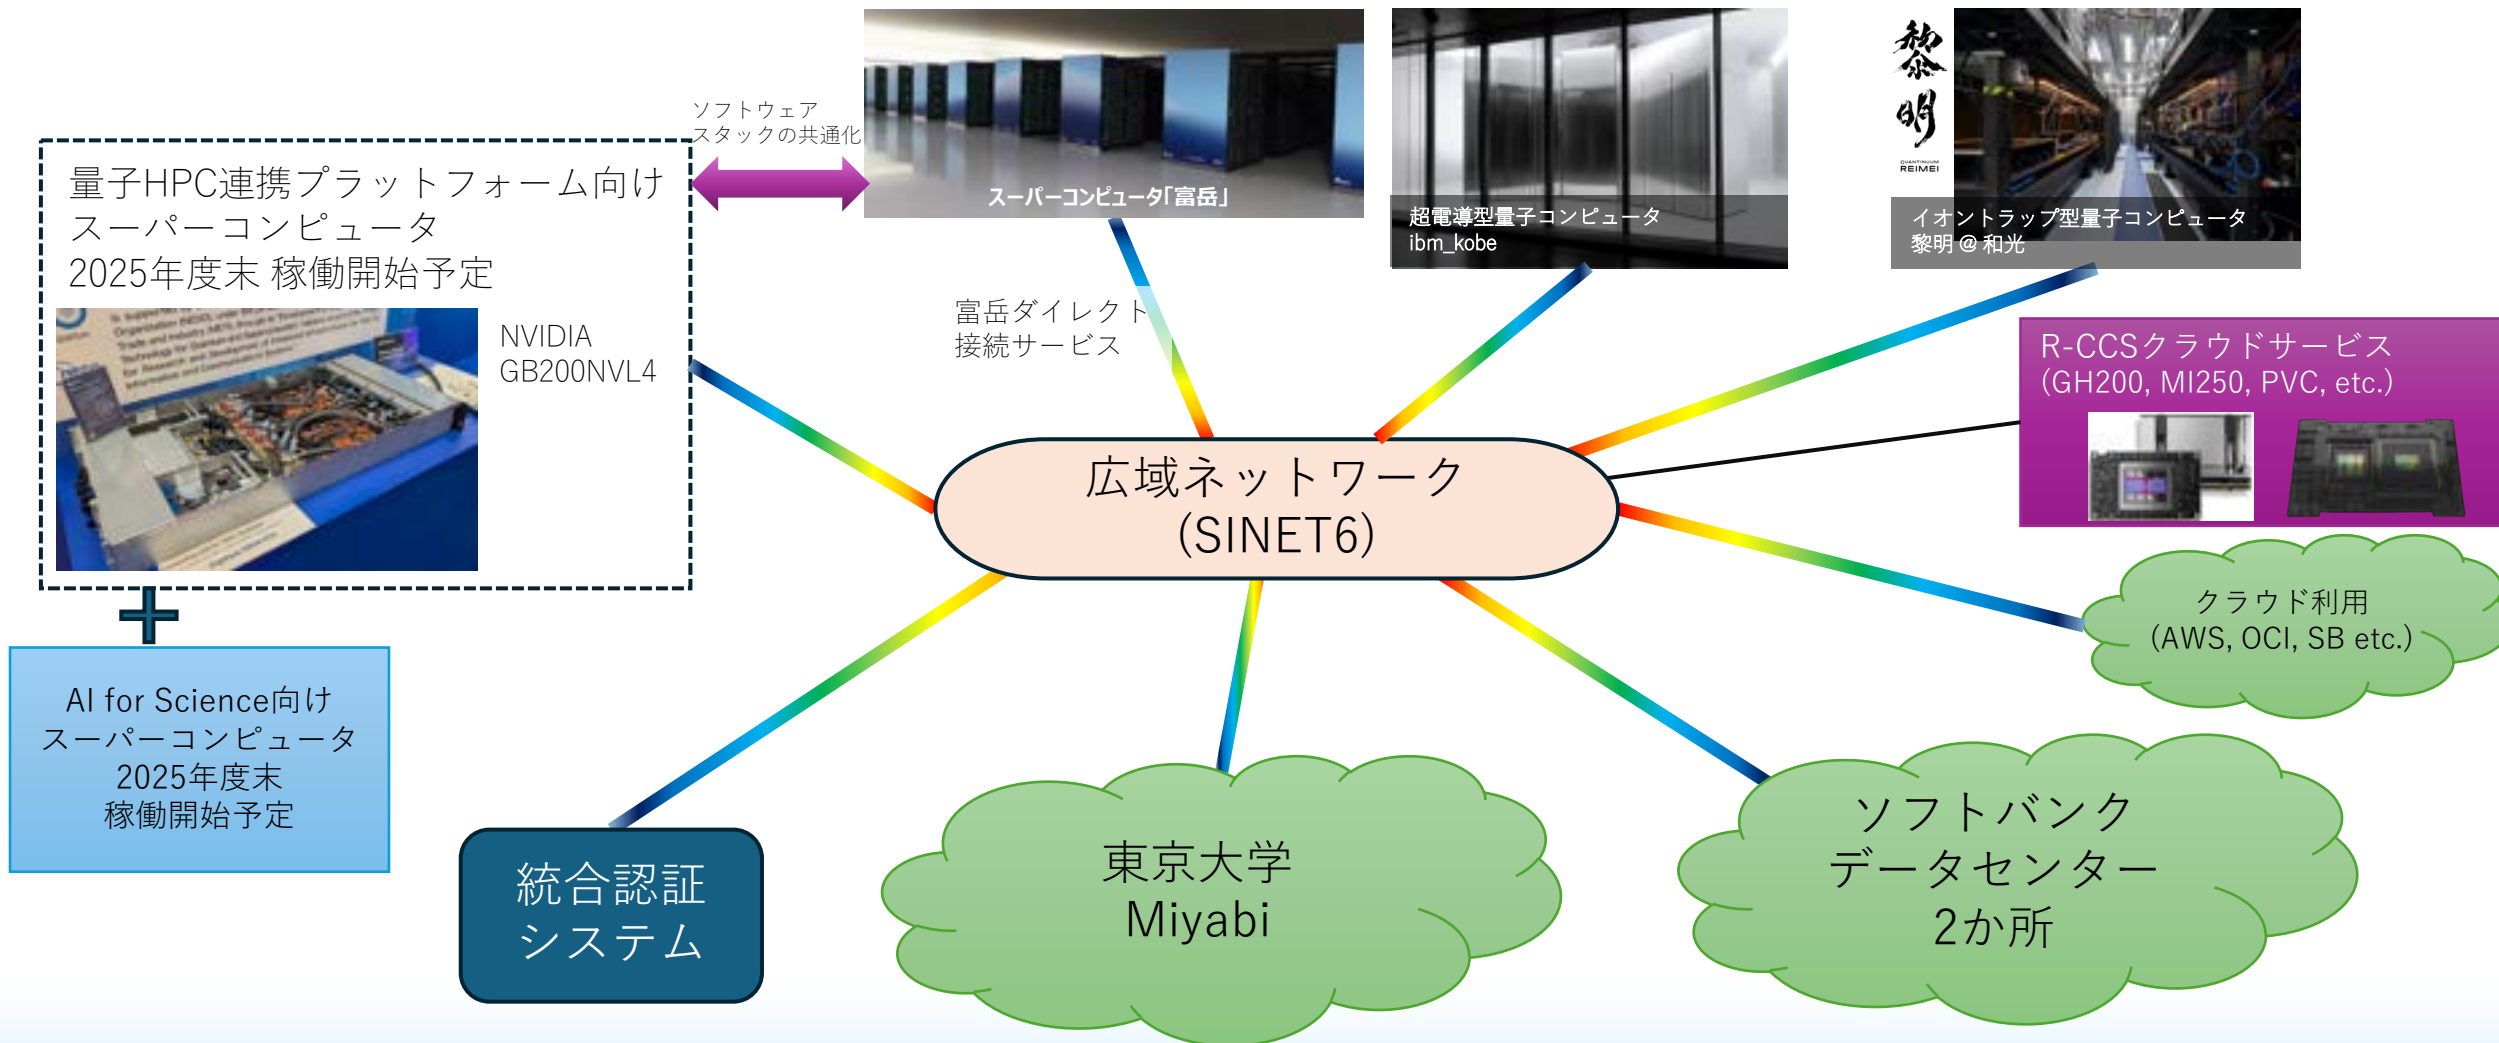 ソフトウェア
スタックの共通化
量子HPC連携プラットフォーム向け
スーパーコンピュータ
2025年度末 稼働開始予定
NVIDIA
GB200NVL4
AI for Science向け
スーパーコンピュータ
2025年度末
稼働開始予定
スーパーコンピュータ「富岳」
富岳ダイレクト
接続サービス
超電導型量子コンピュータ
ibm_kobe
黎明
QUANTINUUM
REIMEI
イオントラップ型量子コンピュータ
黎明 @ 和光
R-CCSクラウドサービス
(GH200, MI250, PVC, etc.)
広域ネットワーク
(SINET6)
クラウド利用
(AWS, OCI, SB etc.)
統合認証
システム
東京大学
Miyabi
ソフトバンク
データセンター
2か所